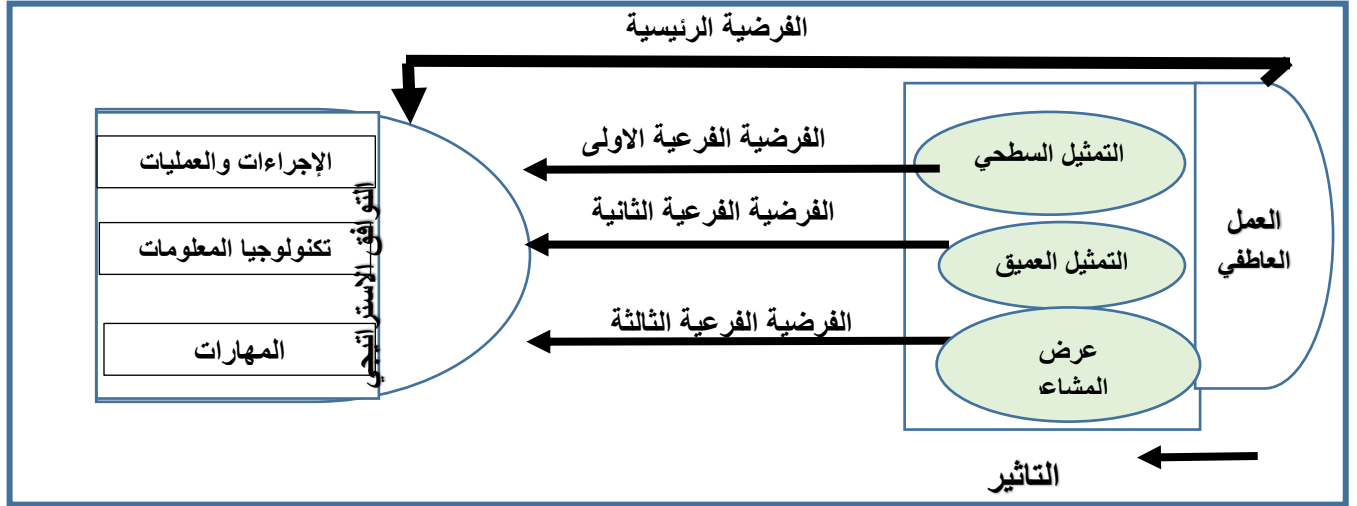 الفرضية الرئيسية
العمل
العاطفي
التمثيل السطحي
التمثيل العميق
عرض
المشاعر
الفرضية الفرعية الاولى
الفرضية الفرعية الثانية
الفرضية الفرعية الثالثة
التوافق الاستراتيجي
الإجراءات والعمليات
تكنولوجيا المعلومات
المهارات
التاثير